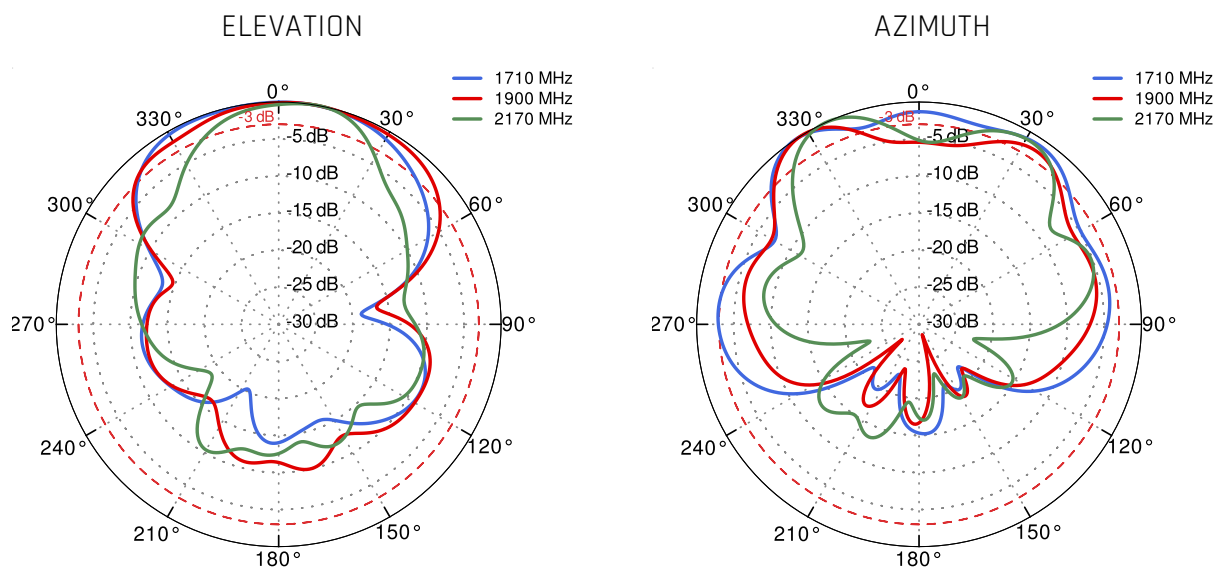 ELEVATION
1710 MHz
1900 MHz
2170 MHz
0°
330°
-3 dB
30°
-5 dB
-10 dB
300°
60°
-15 dB
-20 dB
-25 dB
270°
-30 dB
90°
240°
120°
210°
150°
180°
AZIMUTH
1710 MHz
1900 MHz
2170 MHz
0°
330°
-3 dB
30°
-5 dB
-10 dB
300°
60°
-15 dB
-20 dB
-25 dB
270°
-30 dB
90°
240°
120°
210°
150°
180°